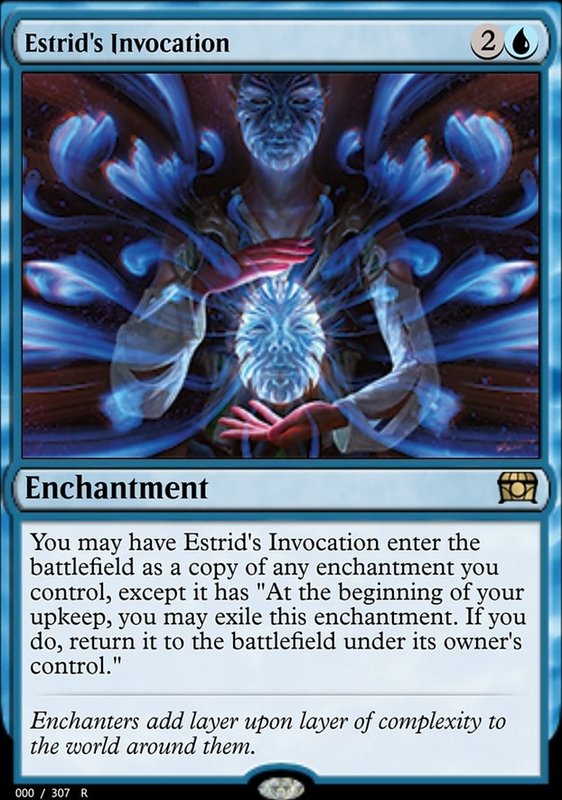 Estrid's Invocation
2
Enchantment
You may have Estrid's Invocation enter the
battlefield as a copy of any enchantment you
control, except it has "At the beginning of your
upkeep, you may exile this enchantment. If you
do, return it to the battlefield under its owner's
control."
Enchanters add layer upon layer of complexity to
the world around them.
000 / 307 R